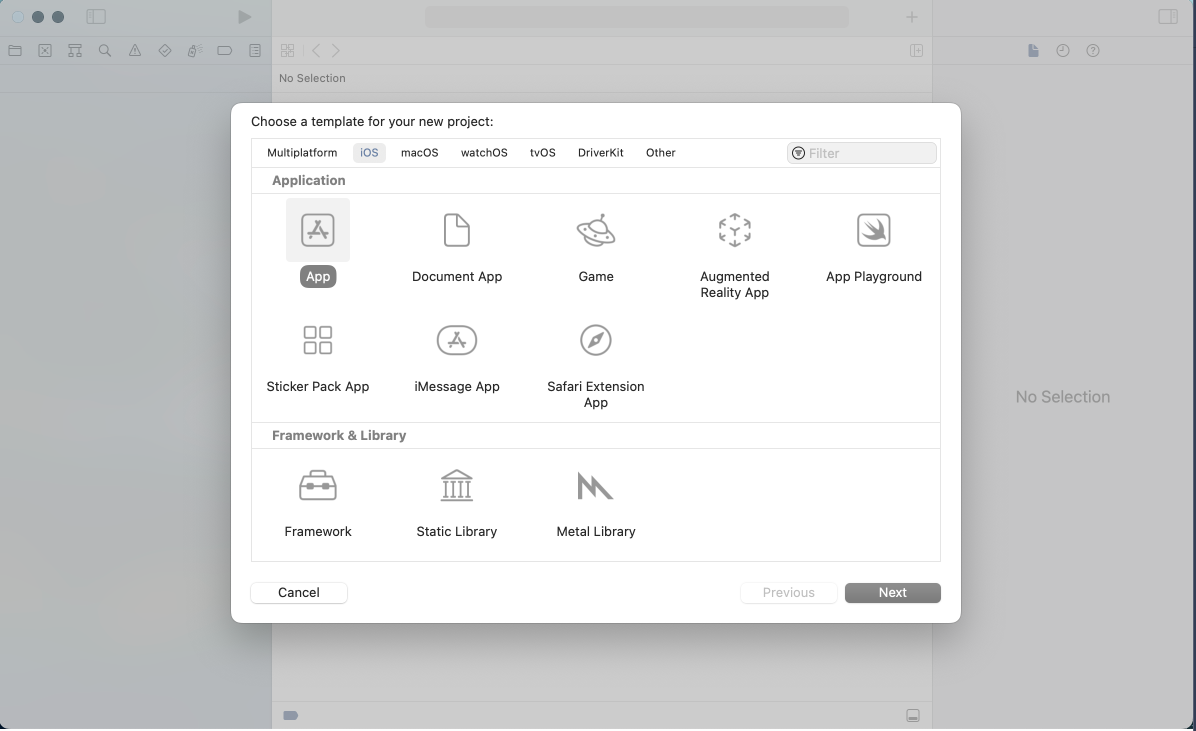 No Selection
Choose a template for your new project:
Multiplatform iOS macOS watchOS tvOS DriverKit Other Filter
Application
App Document App Game Augmented Reality App App Playground
Sticker Pack App iMessage App Safari Extension App
No Selection
Framework & Library
Framework Static Library Metal Library
Cancel Previous Next